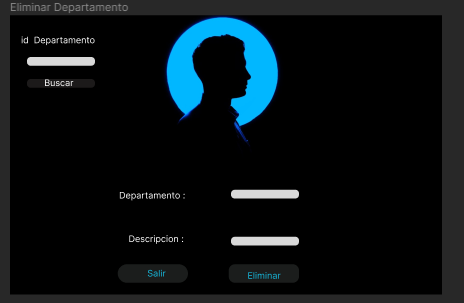 Eliminar Departamento
id Departamento
Buscar
Departamento :
Descripcion :
Salir
Eliminar